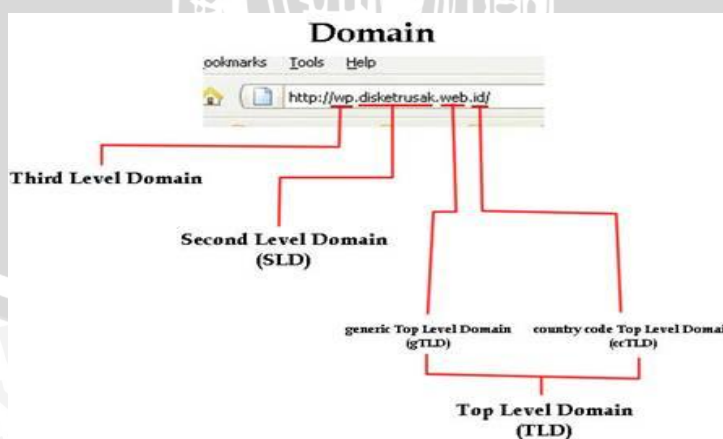 Domain
ookmarks Tools Help
http://wp.disketrusak.web.id/
Third Level Domain
Second Level Domain
(SLD)
generic Top Level Domain
(gTLD)
country code Top Level Domai
(ccTLD)
Top Level Domain
(TLD)